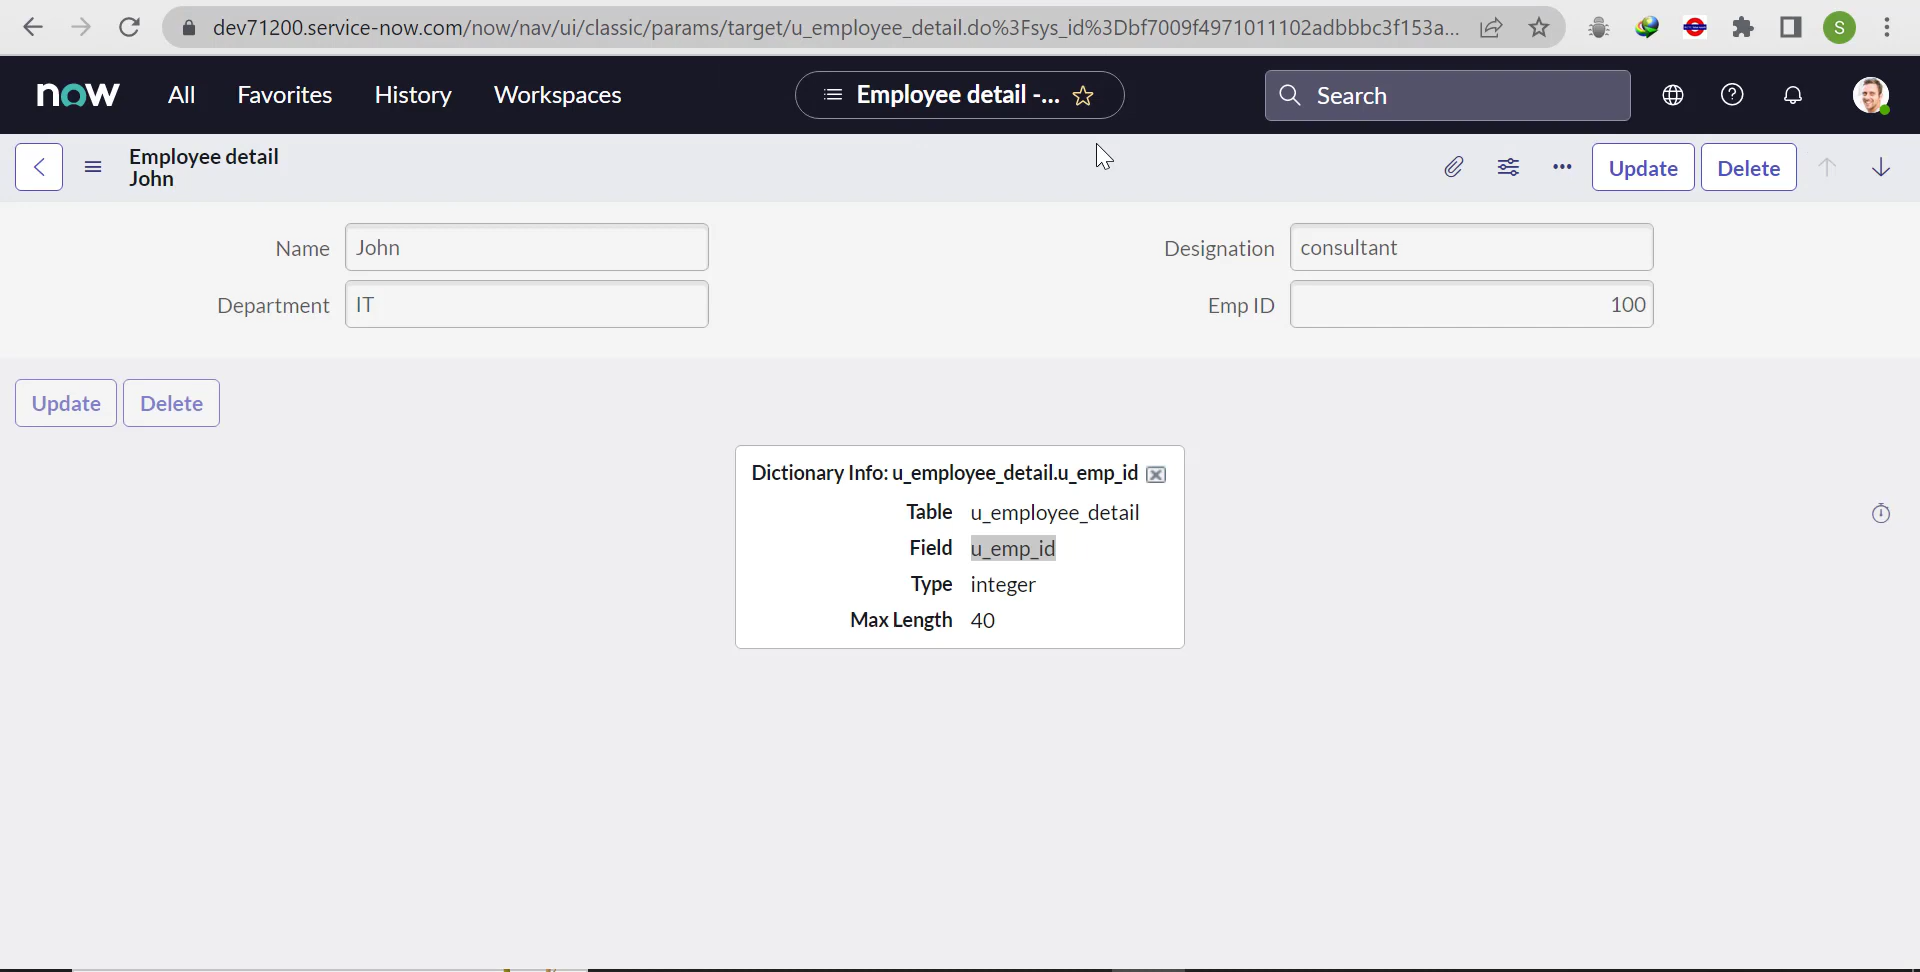 dev71200.service-now.com/now/nav/ui/classic/params/target/u_employee_detail.do%3Fsys_id%3Dbf7009f4971011102adbbbc3f153a...
S
now All Favorites History Workspaces Employee detail -... Search
Employee detail
John
Update Delete
Name John Designation consultant
Department IT Emp ID 100
Update Delete
Dictionary Info: u_employee_detail.u_emp_id
Table u_employee_detail
Field u_emp_id
Type integer
Max Length 40